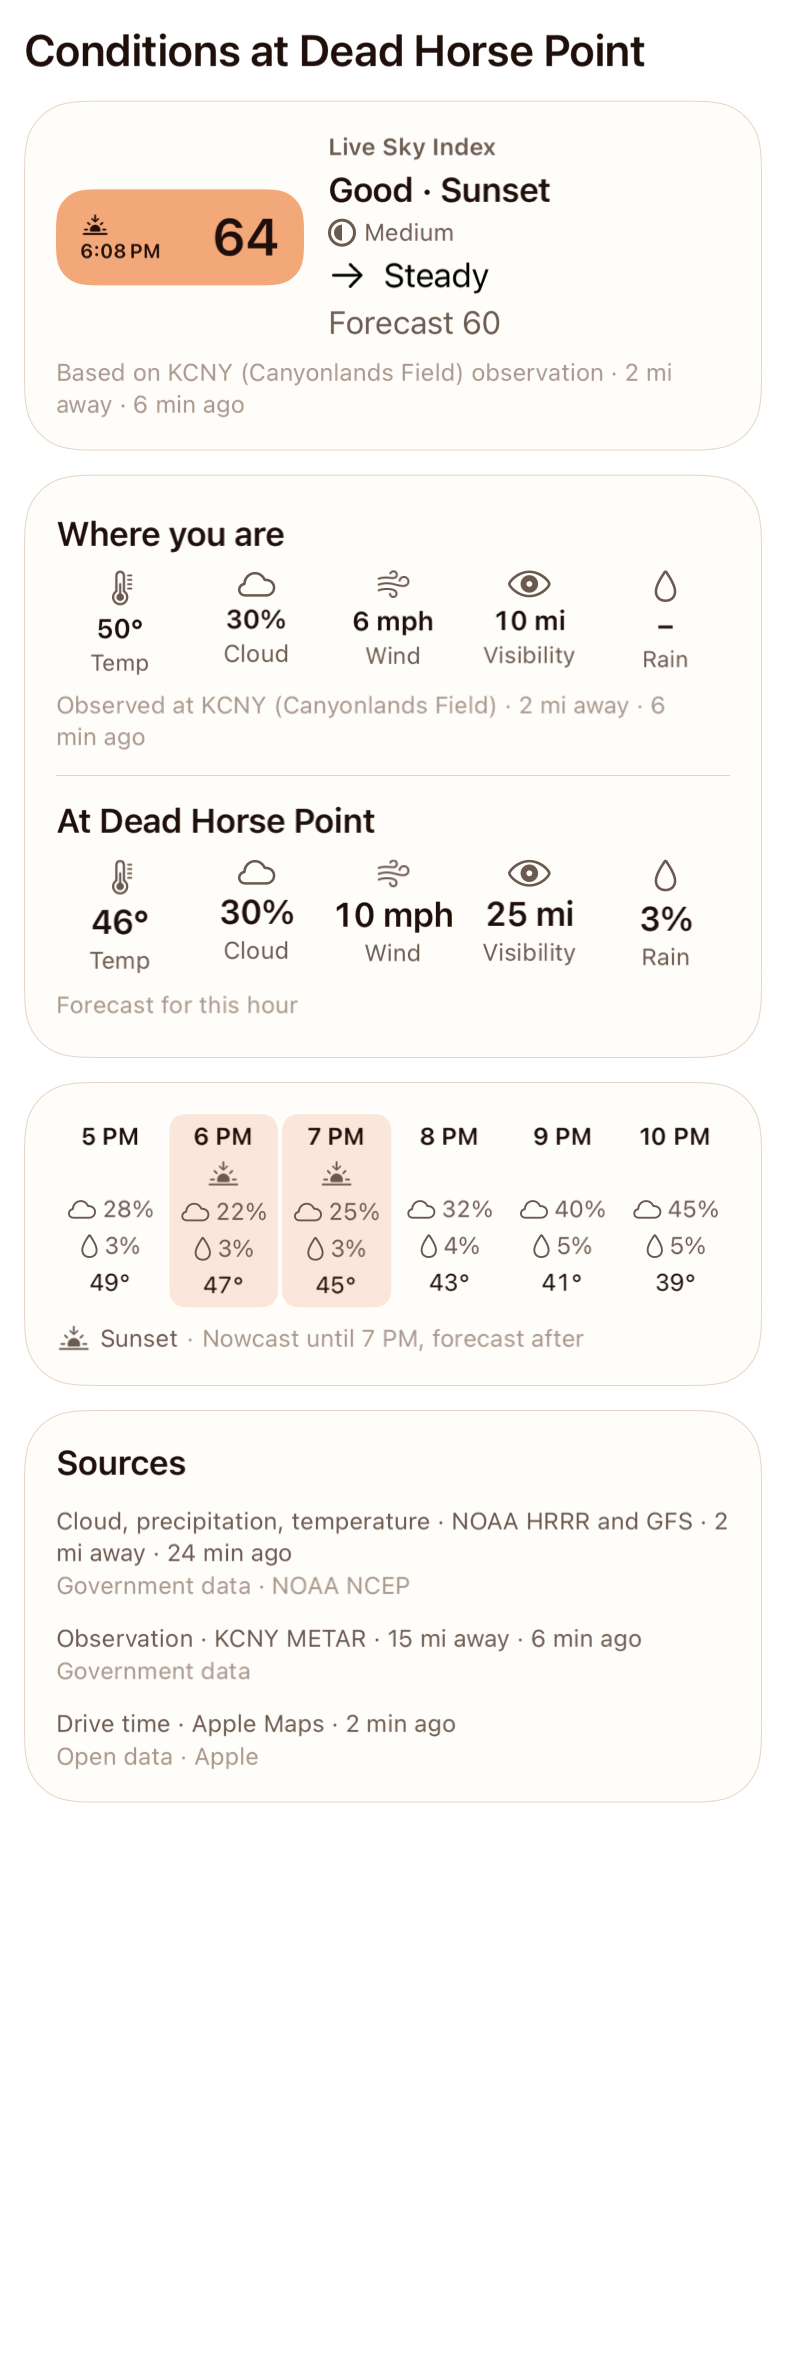 Conditions at Dead Horse Point
Live Sky Index
Good · Sunset
Medium
→ Steady
Forecast 60
6:08 PM
64
Based on KCNY (Canyonlands Field) observation · 2 mi
away · 6 min ago
Where you are
50° 30% 6 mph 10 mi –
Temp Cloud Wind Visibility Rain
Observed at KCNY (Canyonlands Field) · 2 mi away · 6
min ago
At Dead Horse Point
46° 30% 10 mph 25 mi 3%
Temp Cloud Wind Visibility Rain
Forecast for this hour
5 PM 6 PM 7 PM 8 PM 9 PM 10 PM
28% 22% 25% 32% 40% 45%
3% 3% 3% 4% 5% 5%
49° 47° 45° 43° 41° 39°
Sunset · Nowcast until 7 PM, forecast after
Sources
Cloud, precipitation, temperature · NOAA HRRR and GFS · 2
mi away · 24 min ago
Government data · NOAA NCEP
Observation · KCNY METAR · 15 mi away · 6 min ago
Government data
Drive time · Apple Maps · 2 min ago
Open data · Apple